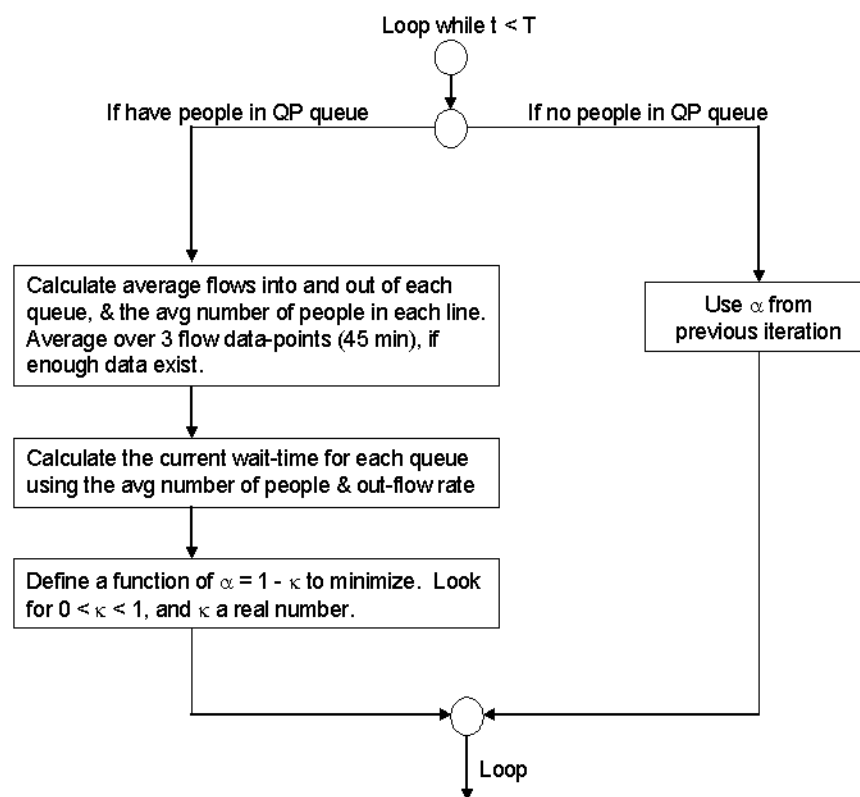 Loop while t < T
If have people in QP queue
If no people in QP queue
Calculate average flows into and out of each
queue, & the avg number of people in each line.
Average over 3 flow data-points (45 min), if
enough data exist.
Use α from
previous iteration
Calculate the current wait-time for each queue
using the avg number of people & out-flow rate
Define a function of α = 1 - κ to minimize. Look
for 0 < κ < 1, and κ a real number.
Loop